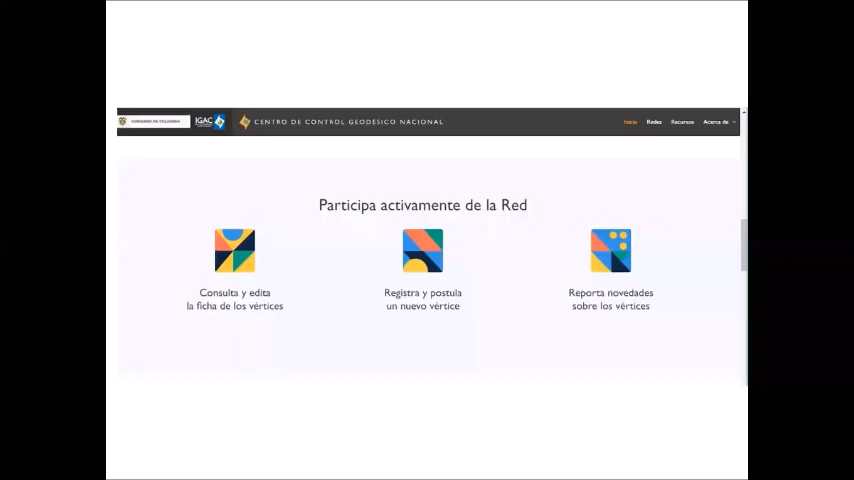 GOBIERNO DE COLOMBIA
IGAC
CENTRO DE CONTROL GEODÉSICO NACIONAL
Inicio Redes Recursos Acerca de
Participa activamente de la Red
Consulta y edita
la ficha de los vértices
Registra y postula
un nuevo vértice
Reporta novedades
sobre los vértices